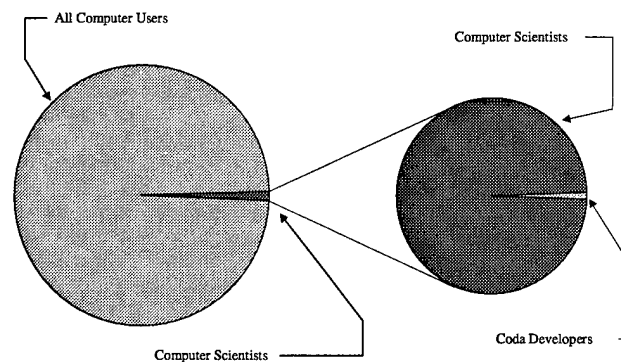 All Computer Users
Computer Scientists
Computer Scientists
Coda Developers